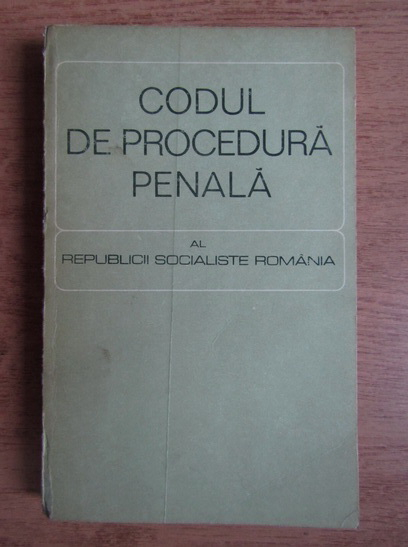 CODUL
DE PROCEDURĂ
PENALĂ
AL
REPUBLICII SOCIALISTE ROMÂNIA